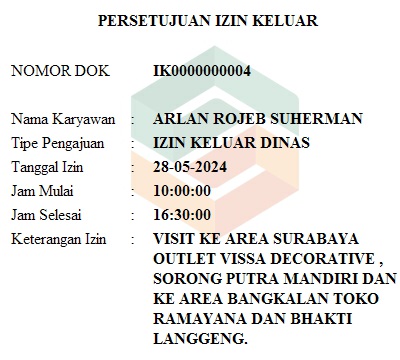 PERSETUJUAN IZIN KELUAR
NOMOR DOK IK0000000004
Nama Karyawan : ARLAN ROJEB SUHERMAN
Tipe Pengajuan : IZIN KELUAR DINAS
Tanggal Izin : 28-05-2024
Jam Mulai : 10:00:00
Jam Selesai : 16:30:00
Keterangan Izin : VISIT KE AREA SURABAYA
OUTLET VISSA DECORATIVE ,
SORONG PUTRA MANDIRI DAN
KE AREA BANGKALAN TOKO
RAMAYANA DAN BHAKTI
LANGGENG.